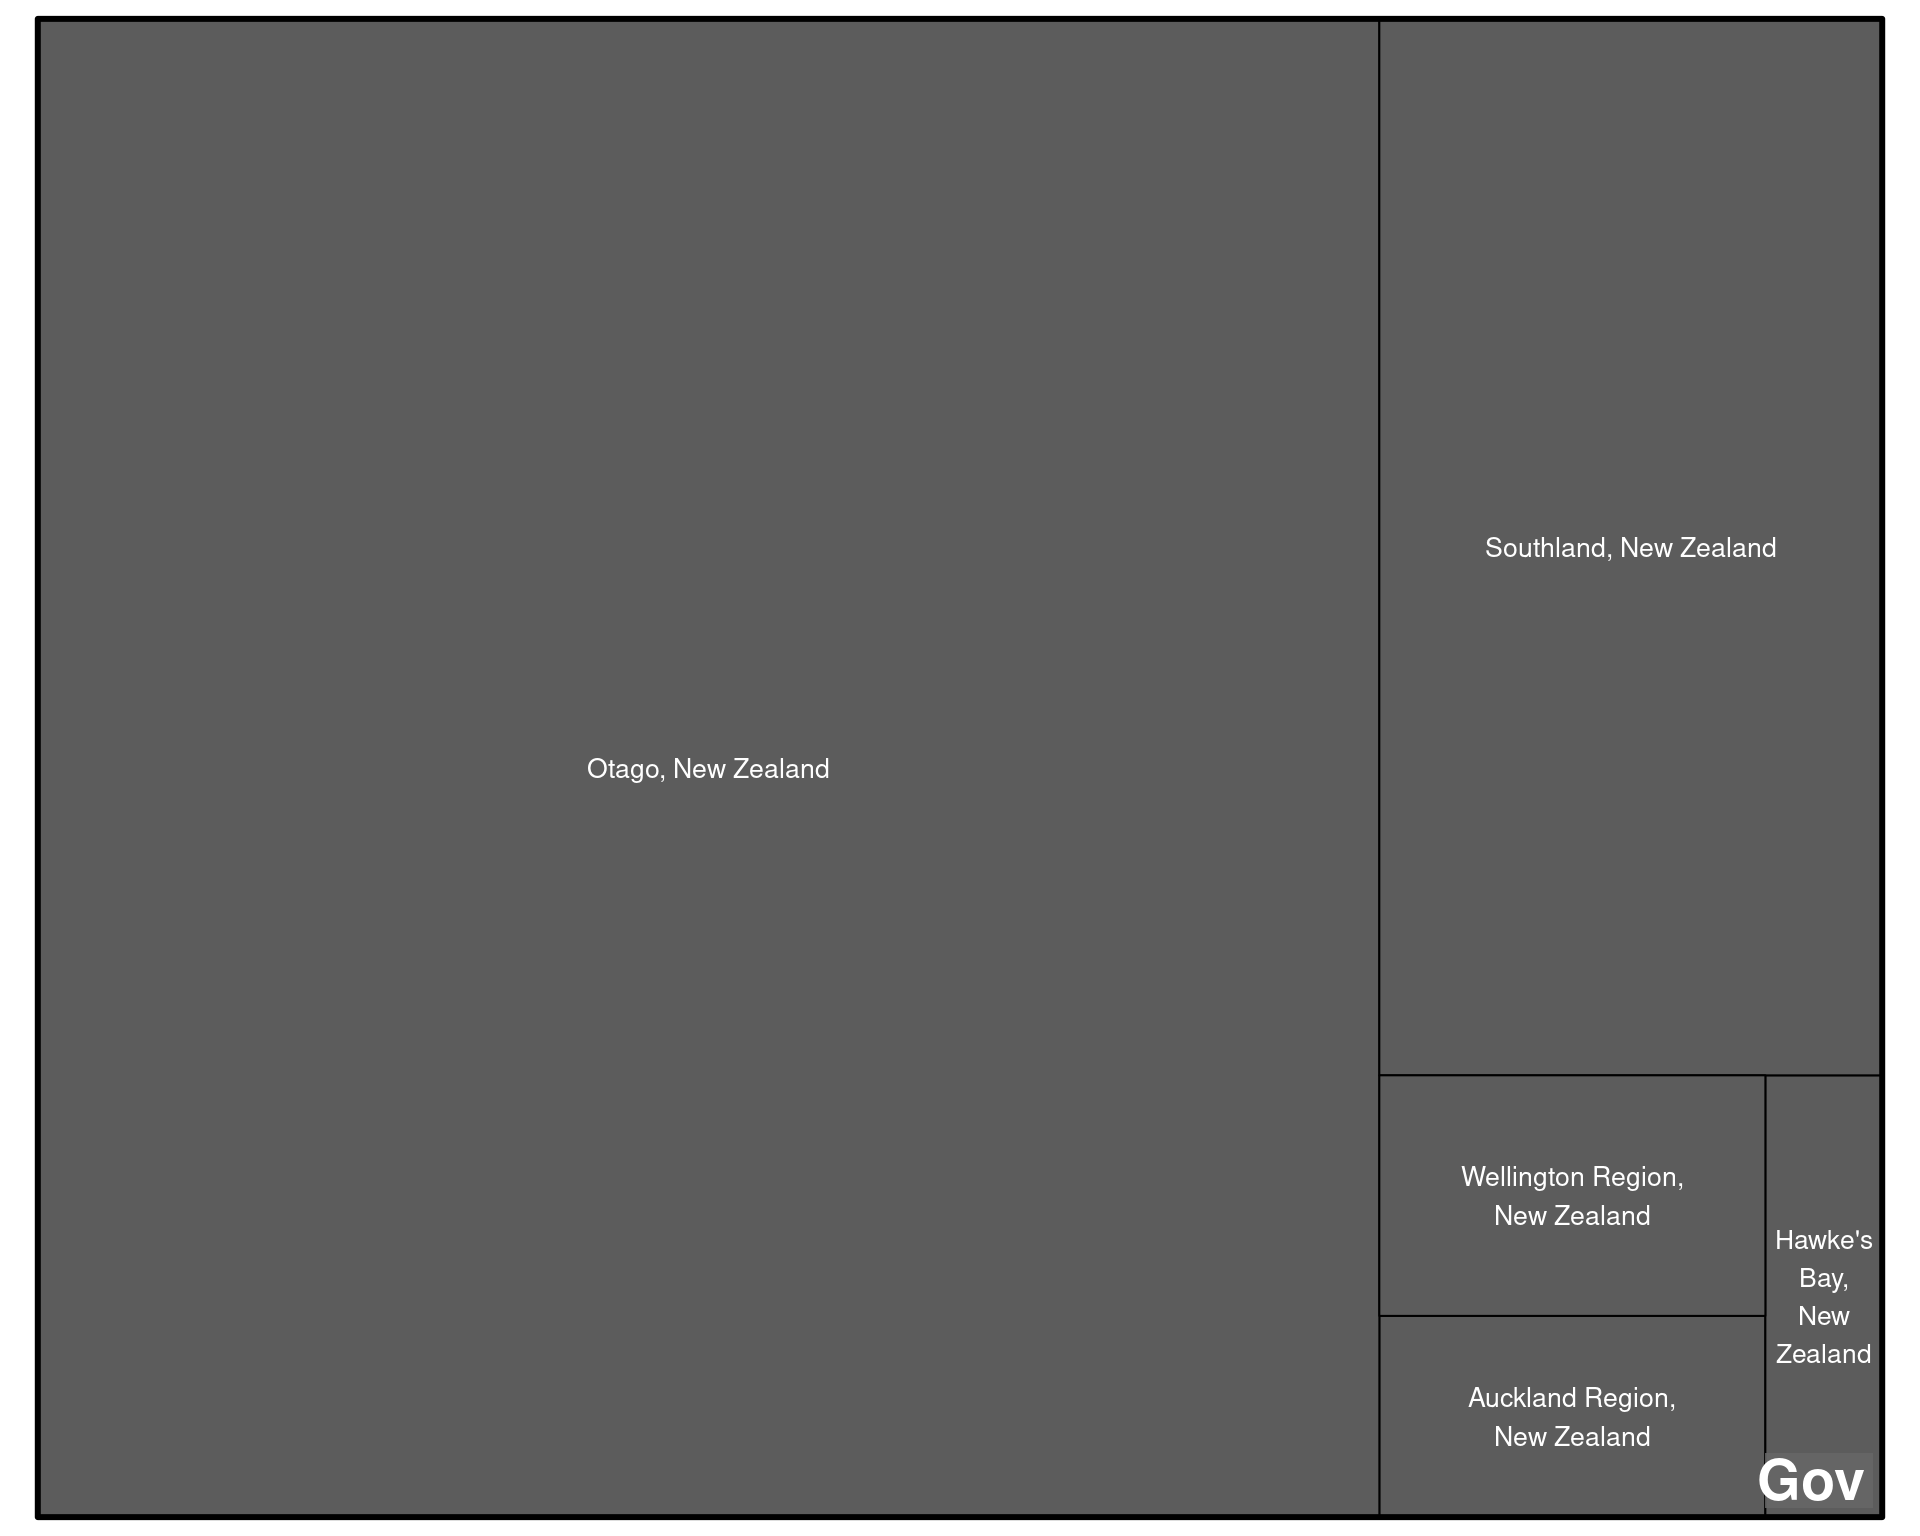 Otago, New Zealand
Southland, New Zealand
Wellington Region,
New Zealand
Auckland Region,
New Zealand
Hawke's
Bay,
New
Zealand
Gov